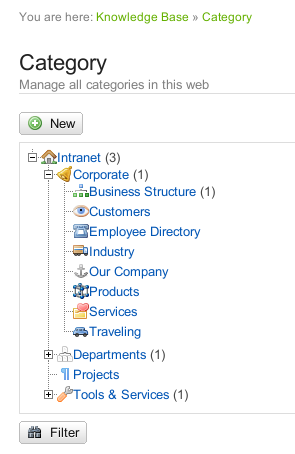 You are here: Knowledge Base » Category
Category
Manage all categories in this web
New
Intranet (3)
Corporate (1)
Business Structure (1)
Customers
Employee Directory
Industry
Our Company
Products
Services
Traveling
Departments (1)
¶ Projects
Tools & Services (1)
Filter